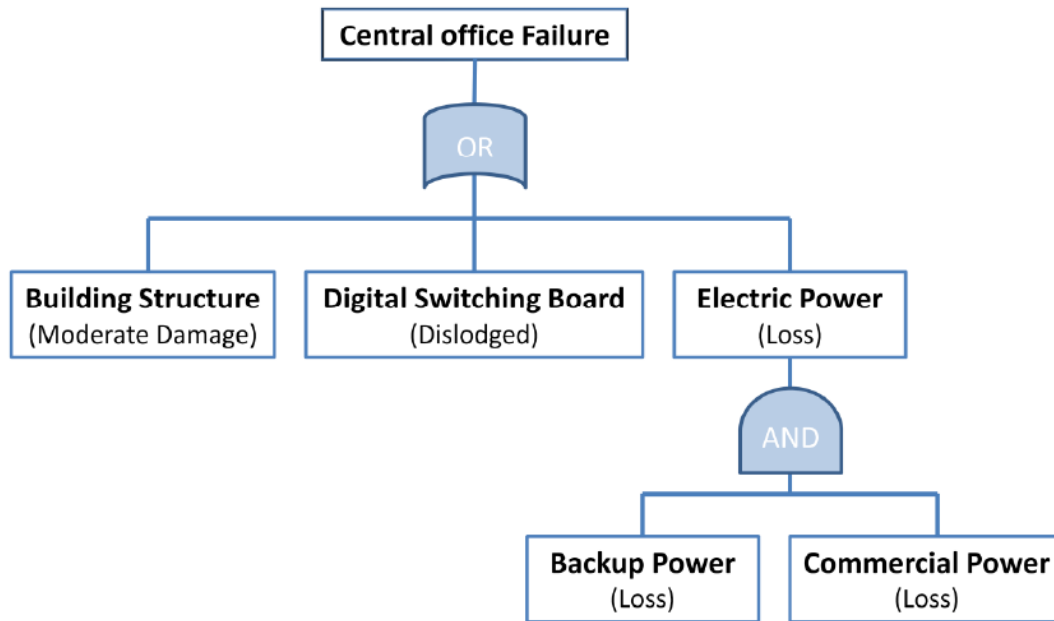 Central office Failure
OR
Building Structure
(Moderate Damage)
Digital Switching Board
(Dislodged)
Electric Power
(Loss)
AND
Backup Power
(Loss)
Commercial Power
(Loss)